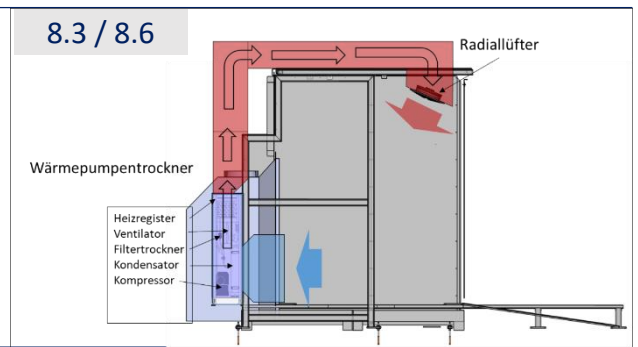 8.3 / 8.6
Radiallüfter
Wärmepumpentrockner
Heizregister
Ventilator
Filtertrockner
Kondensator
Kompressor